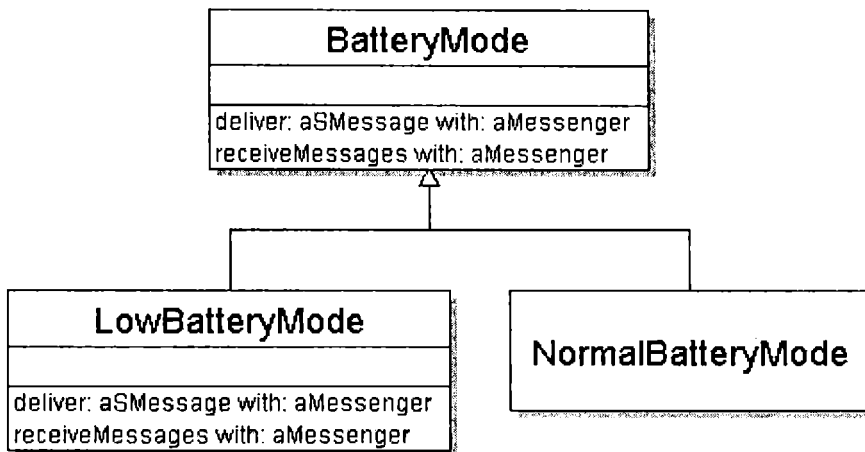 BatteryMode
deliver: aSMessage with: aMessenger
receiveMessages with: aMessenger
LowBatteryMode
deliver: aSMessage with: aMessenger
receiveMessages with: aMessenger
NormalBatteryMode